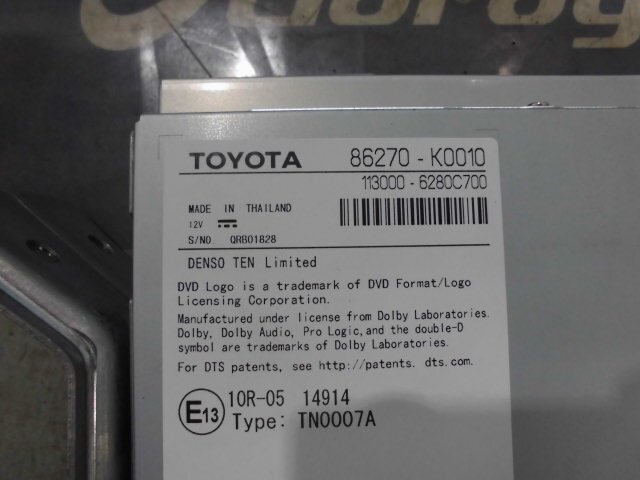 Garag
TOYOTA 86270 - K0010
113000 - 6280C700
MADE IN THAILAND
12V
S/NO. QRB01828
DENSO TEN Limited
DVD Logo is a trademark of DVD Format/Logo
Licensing Corporation.
Manufactured under license from Dolby Laboratories.
Dolby, Dolby Audio, Pro Logic, and the double-D
symbol are trademarks of Dolby Laboratories.
For DTS patents, see http://patents. dts.com.
E13 10R-05 14914
Type: TN0007A